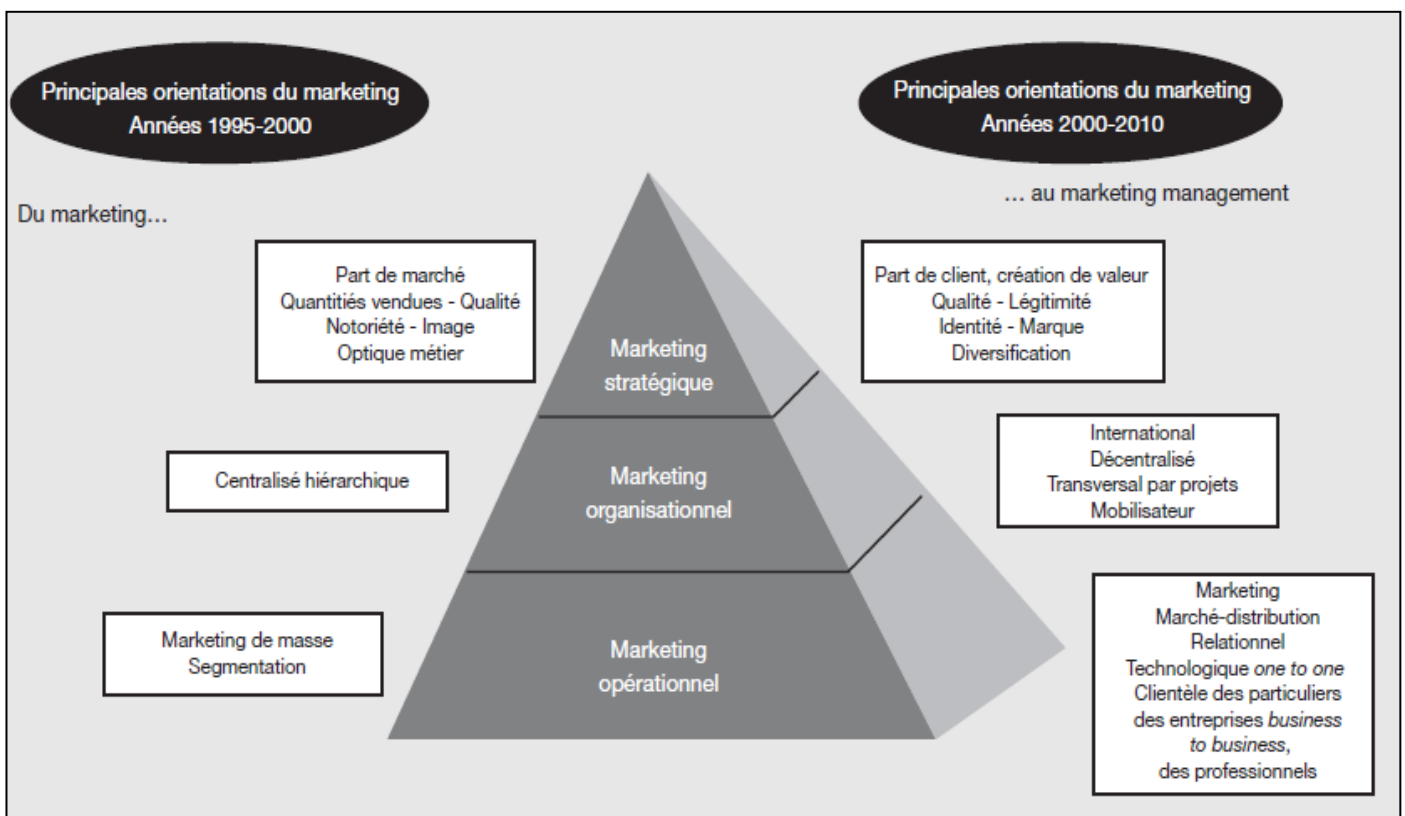 Principales orientations du marketing
Années 1995-2000
Principales orientations du marketing
Années 2000-2010
Du marketing…
… au marketing management
Part de marché
Quantiés vendues - Qualité
Notoriété - Image
Optique métier
Marketing
stratégique
Part de client, création de valeur
Qualité - Légitimité
Identité - Marque
Diversification
Centralisé hiérarchique
Marketing
organisationnel
International
Décentralisé
Transversal par projets
Mobilisateur
Marketing de masse
Segmentation
Marketing
opérationnel
Marketing
Marché-distribution
Relationnel
Technologique one to one
Clientèle des particuliers
des entreprises business
to business,
des professionnels